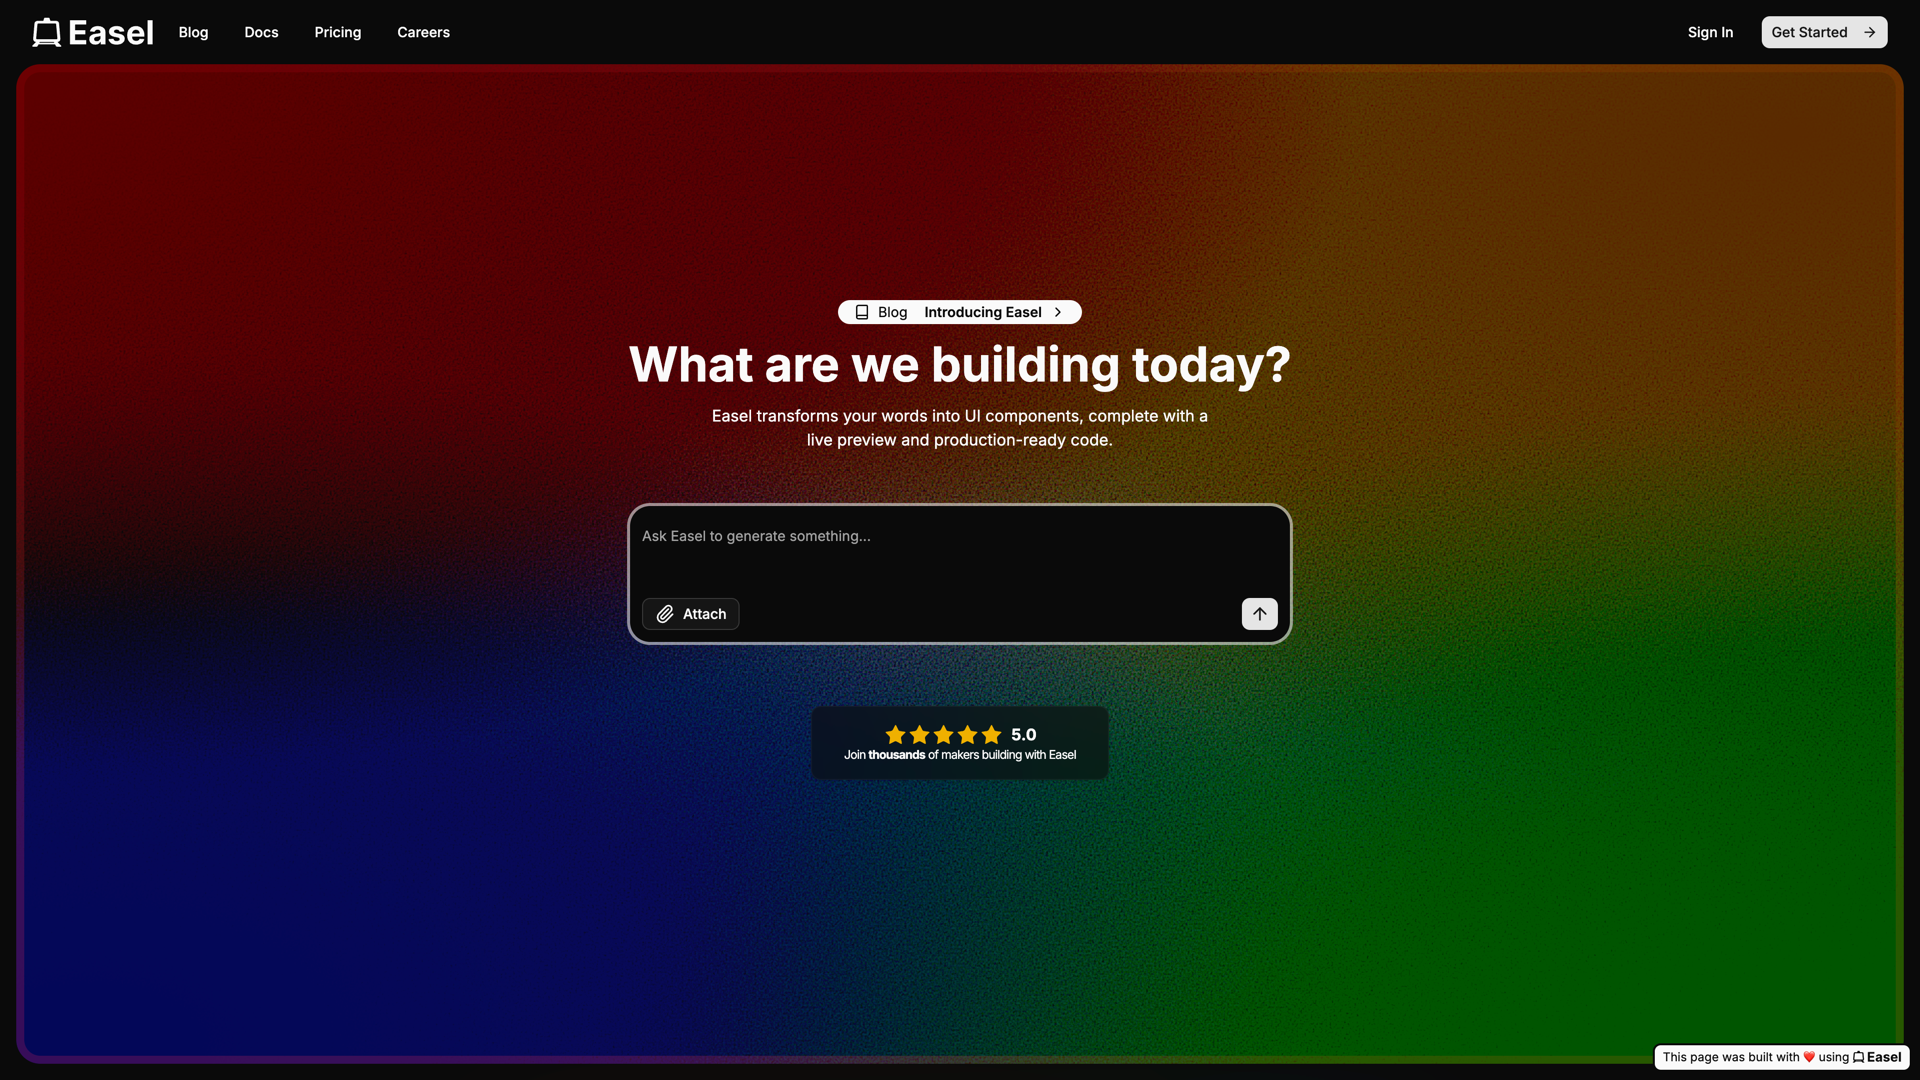 Easel Blog Docs Pricing Careers Sign In Get Started
Blog Introducing Easel
What are we building today?
Easel transforms your words into UI components, complete with a
live preview and production-ready code.
Ask Easel to generate something...
Attach
5.0
Join thousands of makers building with Easel
This page was built with ❤️ using Easel